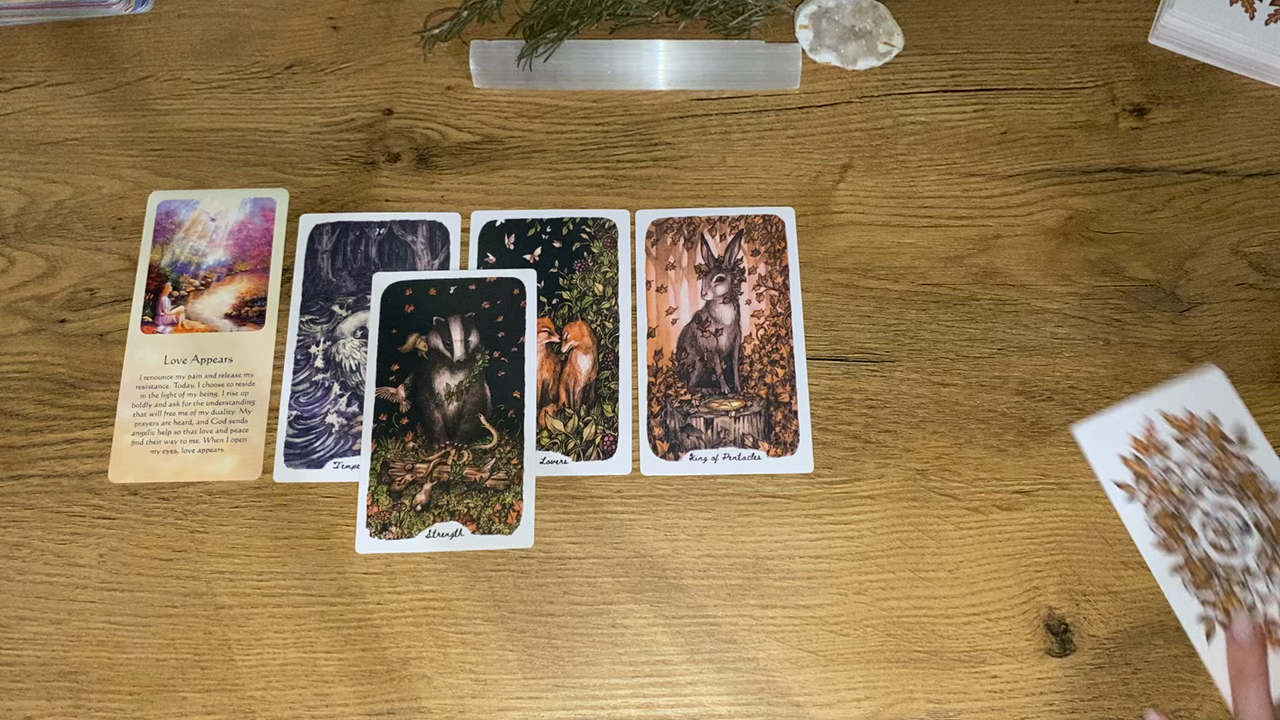 Love Appears
I renounce my pain and release my
resistance. Today, I choose to reside
in the light of my being. I rise up
boldly and ask for the understanding
that will free me of my duality. My
prayers are heard, and God sends
angelic help so that love and peace
find their way to me. When I open
my eyes, love appears.
Tempe
Strength
Lovers
King of Pentacles